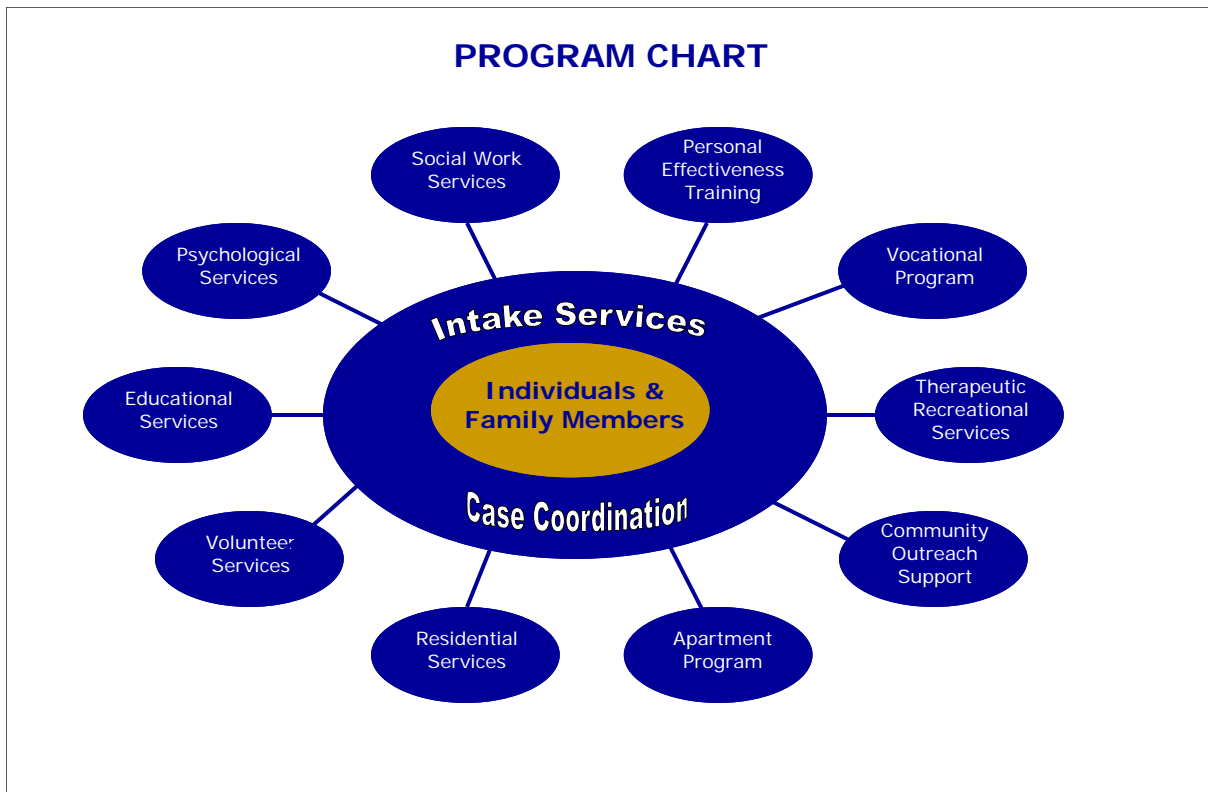 PROGRAM CHART
Social Work
Services
Personal
Effectiveness
Training
Psychological
Services
Vocational
Program
Intake Services
Individuals &
Family Members
Educational
Services
Therapeutic
Recreational
Services
Case Coordination
Volunteer
Services
Community
Outreach
Support
Residential
Services
Apartment
Program